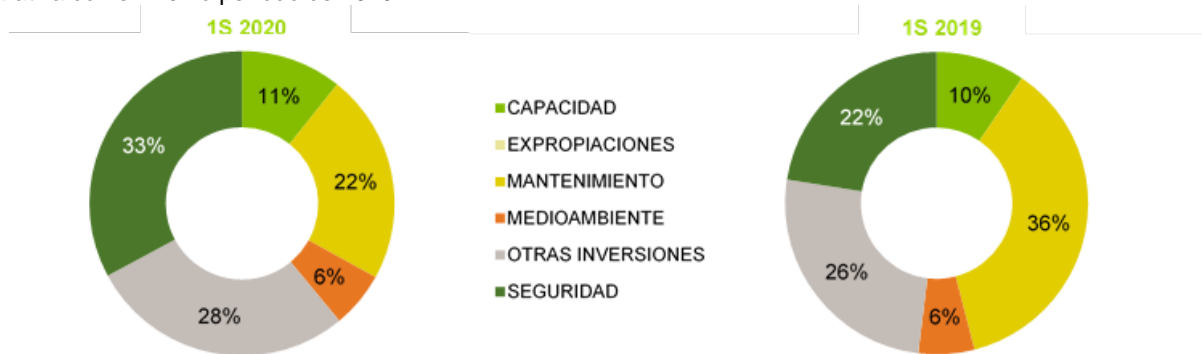 1S 2020
1S 2019
11%
22%
6%
28%
33%
CAPACIDAD
EXPROPIACIONES
MANTENIMIENTO
MEDIOAMBIENTE
OTRAS INVERSIONES
SEGURIDAD
10%
36%
6%
26%
22%